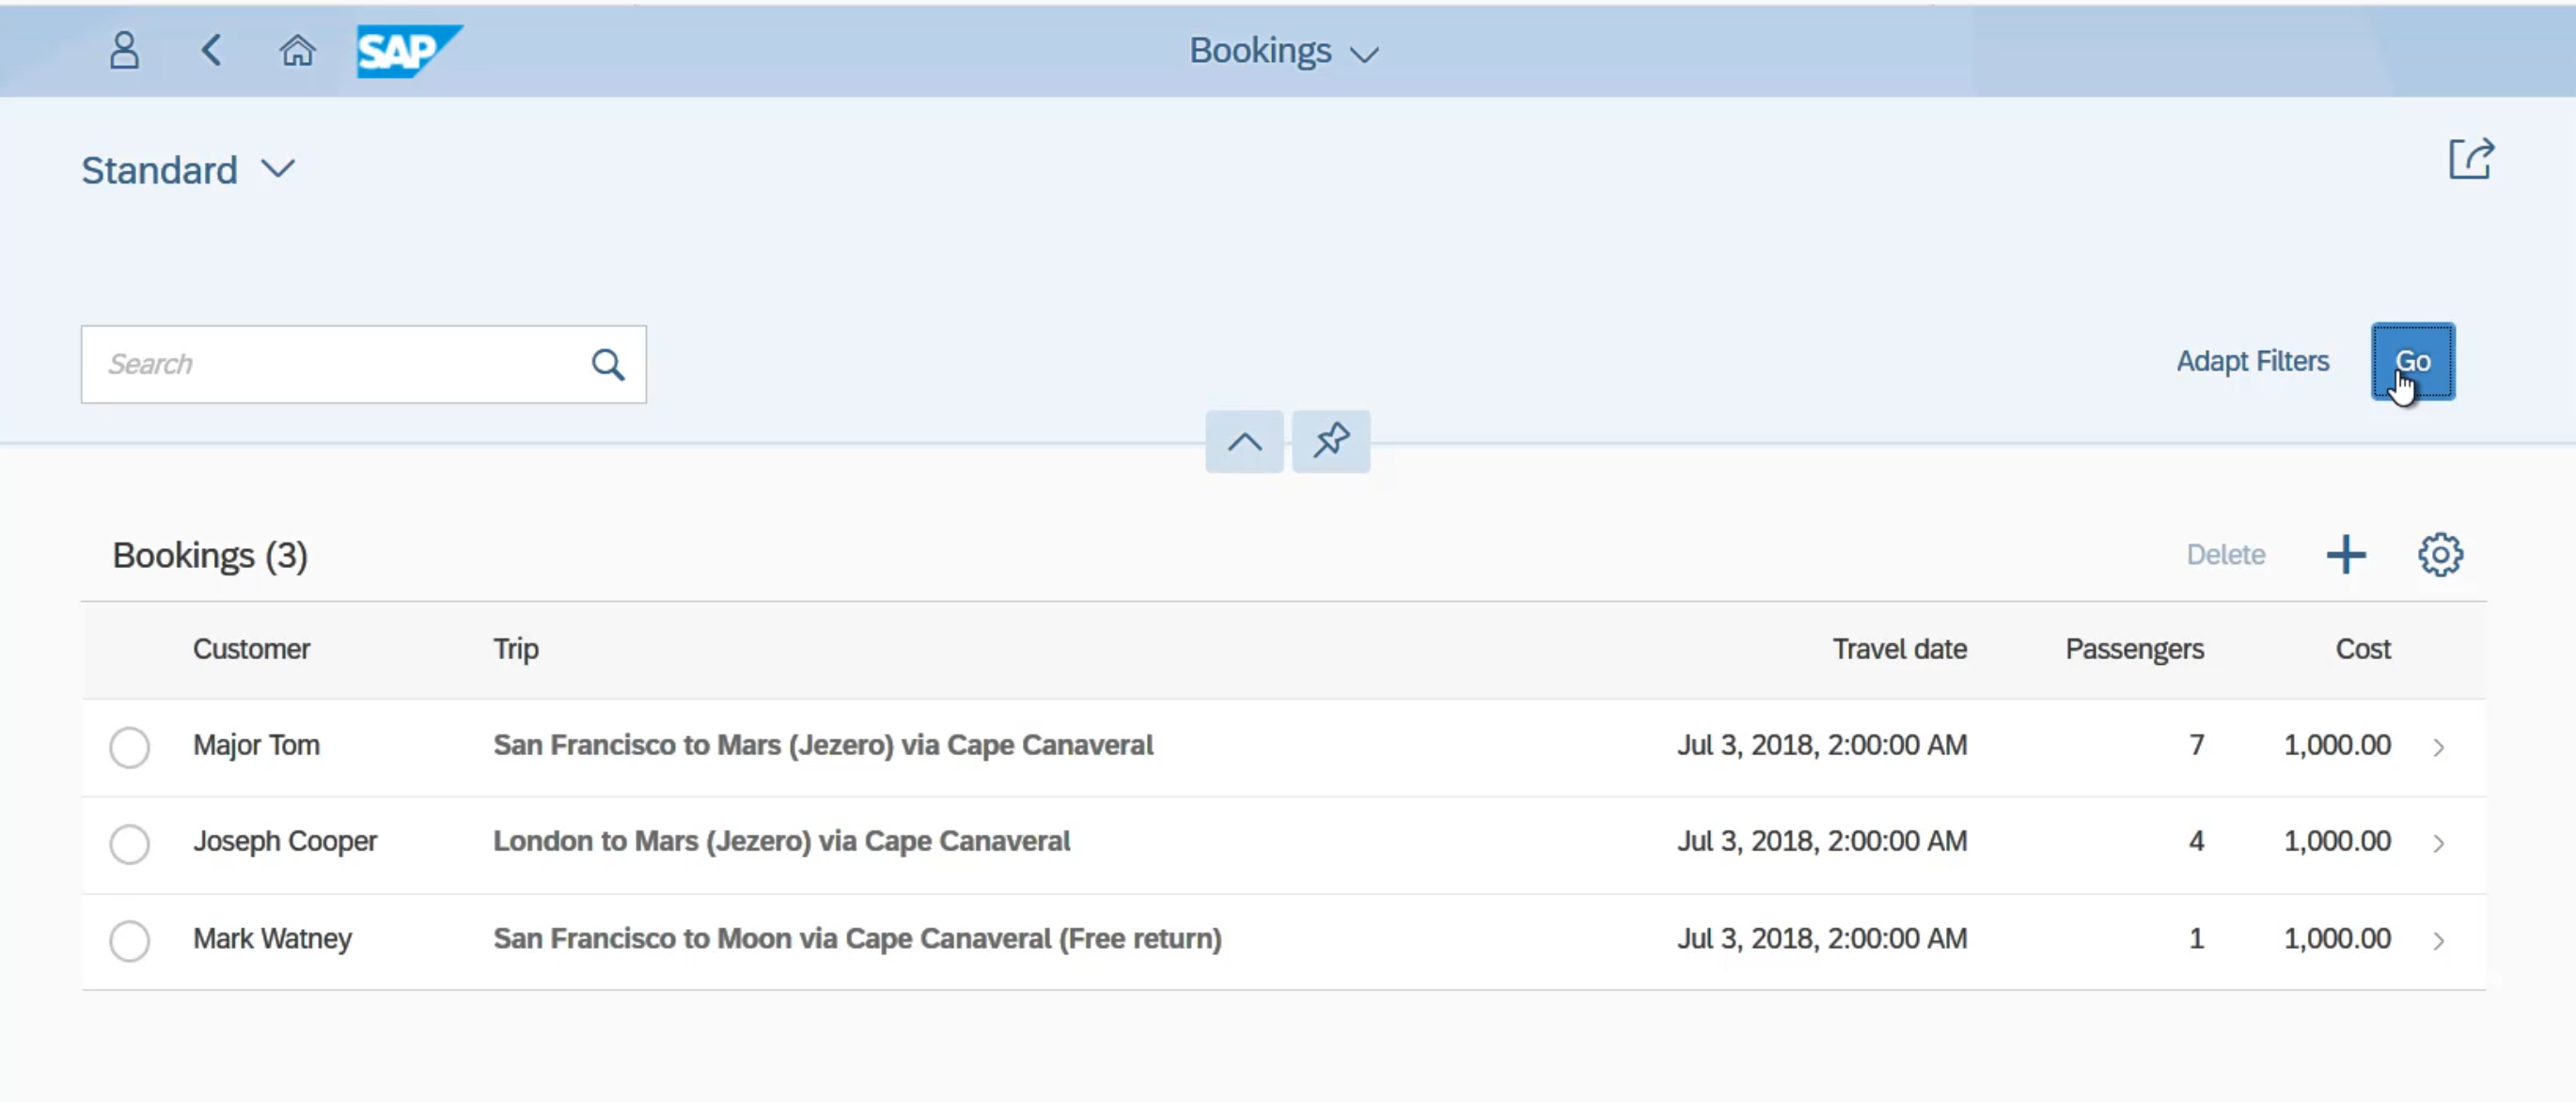 SAP Bookings
Standard
Search Adapt Filters Go
Bookings (3) Delete
Customer Trip Travel date Passengers Cost
Major Tom San Francisco to Mars (Jezero) via Cape Canaveral Jul 3, 2018, 2:00:00 AM 7 1,000.00
Joseph Cooper London to Mars (Jezero) via Cape Canaveral Jul 3, 2018, 2:00:00 AM 4 1,000.00
Mark Watney San Francisco to Moon via Cape Canaveral (Free return) Jul 3, 2018, 2:00:00 AM 1 1,000.00